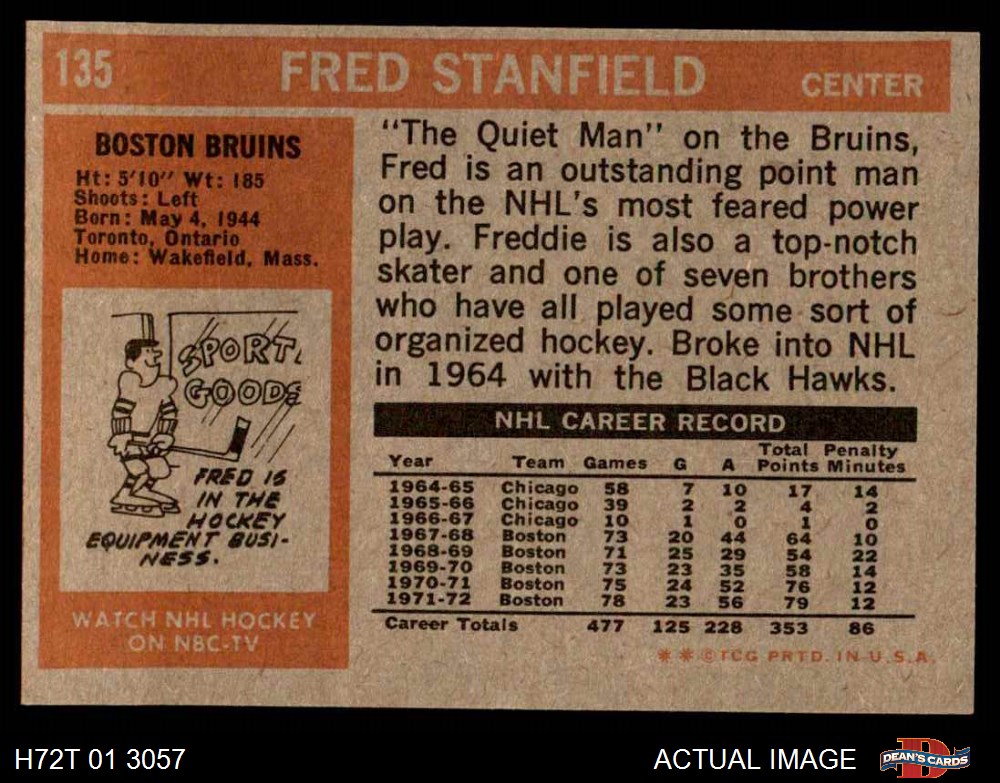 135 FRED STANFIELD CENTER
BOSTON BRUINS
Ht: 5'10" Wt: 185
Shoots: Left
Born: May 4, 1944
Toronto, Ontario
Home: Wakefield, Mass.
SPORT
GOODS
FRED IS
IN THE
HOCKEY
EQUIPMENT BUSI-
NESS.
WATCH NHL HOCKEY
ON NBC-TV
"The Quiet Man" on the Bruins,
Fred is an outstanding point man
on the NHL's most feared power
play. Freddie is also a top-notch
skater and one of seven brothers
who have all played some sort of
organized hockey. Broke into NHL
in 1964 with the Black Hawks.
NHL CAREER RECORD
Total Penalty
Year Team Games G A Points Minutes
1964-65 Chicago 58 7 10 17 14
1965-66 Chicago 39 2 2 4 2
1966-67 Chicago 10 1 0 1 0
1967-68 Boston 73 20 44 64 10
1968-69 Boston 71 25 29 54 22
1969-70 Boston 73 23 35 58 14
1970-71 Boston 75 24 52 76 12
1971-72 Boston 78 23 56 79 12
Career Totals 477 125 228 353 86
**©TCG PRTD. IN U.S.A.
H72T 01 3057 ACTUAL IMAGE DEAN'S CARDS